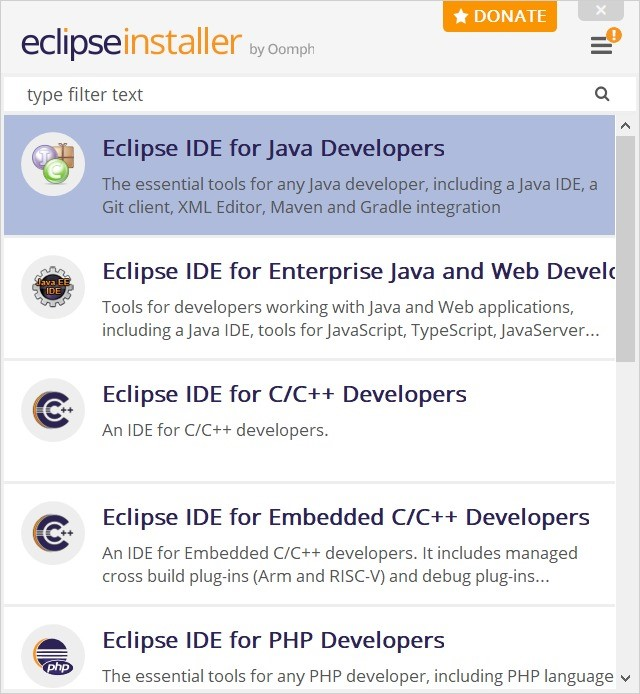 DONATE
eclipseinstaller by Oomph
!
type filter text
Eclipse IDE for Java Developers
The essential tools for any Java developer, including a Java IDE, a
Git client, XML Editor, Maven and Gradle integration
Java EE
IDE
Eclipse IDE for Enterprise Java and Web Develo
Tools for developers working with Java and Web applications,
including a Java IDE, tools for JavaScript, TypeScript, JavaServer...
C++
Eclipse IDE for C/C++ Developers
An IDE for C/C++ developers.
C++
Eclipse IDE for Embedded C/C++ Developers
An IDE for Embedded C/C++ developers. It includes managed
cross build plug-ins (Arm and RISC-V) and debug plug-ins...
php
Eclipse IDE for PHP Developers
The essential tools for any PHP developer, including PHP language